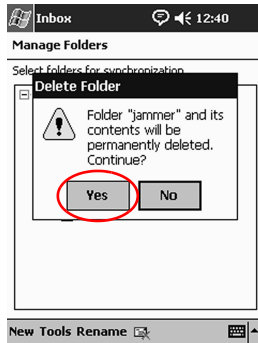 Inbox 12:40
Manage Folders
Select folders for synchronization
Delete Folder
Folder "jammer" and its
contents will be
permanently deleted.
Continue?
Yes No
New Tools Rename